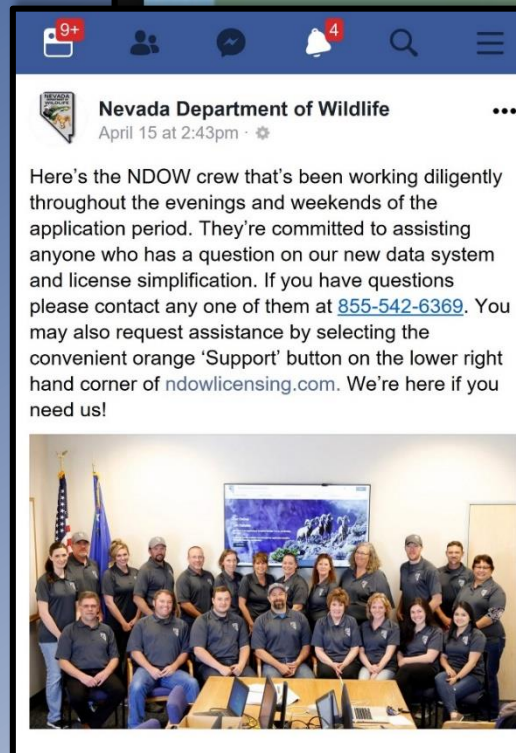 9+
4
NEVADA
Nevada Department of Wildlife
April 15 at 2:43pm ·
Here's the NDOW crew that's been working diligently
throughout the evenings and weekends of the
application period. They're committed to assisting
anyone who has a question on our new data system
and license simplification. If you have questions
please contact any one of them at 855-542-6369. You
may also request assistance by selecting the
convenient orange 'Support' button on the lower right
hand corner of ndowlicensing.com. We're here if you
need us!